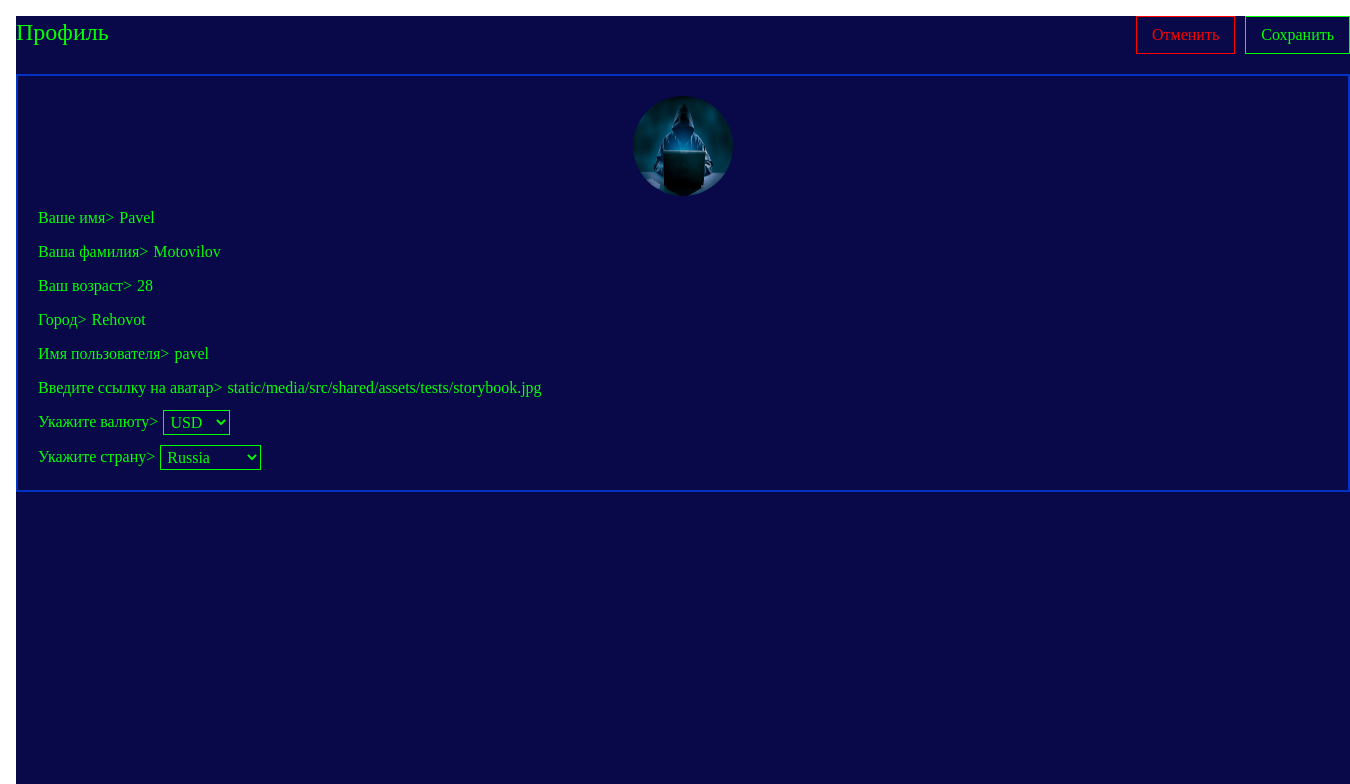 Профиль
Отменить
Сохранить
Ваше имя> Pavel
Ваша фамилия> Motovilov
Ваш возраст> 28
Город> Rehovot
Имя пользователя> pavel
Введите ссылку на аватар> static/media/src/shared/assets/tests/storybook.jpg
Укажите валюту> USD
Укажите страну> Russia